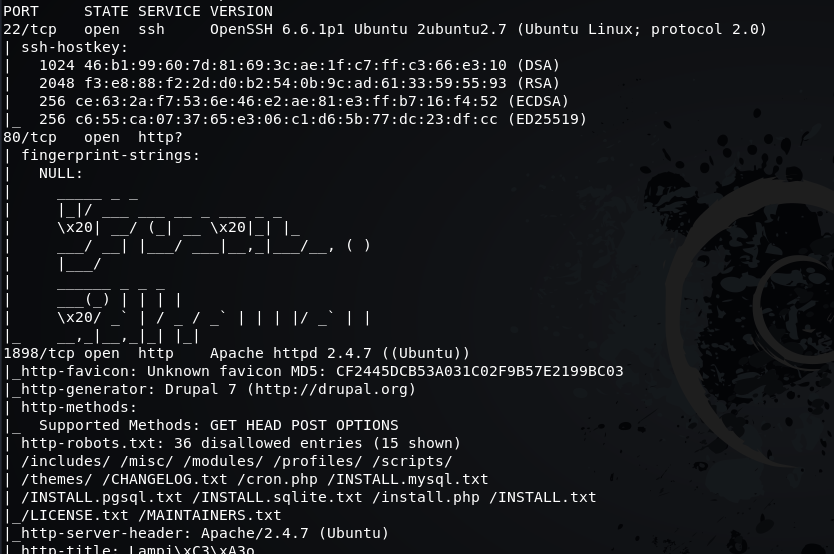 PORT     STATE SERVICE VERSION
22/tcp   open  ssh     OpenSSH 6.6.1p1 Ubuntu 2ubuntu2.7 (Ubuntu Linux; protocol 2.0)
| ssh-hostkey:
|   1024 46:b1:99:60:7d:81:69:3c:ae:1f:c7:ff:c3:66:e3:10 (DSA)
|   2048 f3:e8:88:f2:2d:d0:b2:54:0b:9c:ad:61:33:59:55:93 (RSA)
|   256 ce:63:2a:f7:53:6e:46:e2:ae:81:e3:ff:b7:16:f4:52 (ECDSA)
|_  256 c6:55:ca:07:37:65:e3:06:c1:d6:5b:77:dc:23:df:cc (ED25519)
80/tcp   open  http?
| fingerprint-strings:
|   NULL:
|     _____ _ _
|     |_|/ ___ ___ __ _ ___ _ _
|     \x20| __/ (_| __ \x20|_| |_
|     ___/ __| |___/ ___|__,_|___/__, ( )
|     |___/
|     ______ _ _ _
|     ___(_) | | | |
|     \x20/ _` | / _ / _` | | | |/ _` | |
|_    __,_|__,_|_| |_|
1898/tcp open  http    Apache httpd 2.4.7 ((Ubuntu))
|_http-favicon: Unknown favicon MD5: CF2445DCB53A031C02F9B57E2199BC03
|_http-generator: Drupal 7 (http://drupal.org)
| http-methods:
|_  Supported Methods: GET HEAD POST OPTIONS
| http-robots.txt: 36 disallowed entries (15 shown)
| /includes/ /misc/ /modules/ /profiles/ /scripts/
| /themes/ /CHANGELOG.txt /cron.php /INSTALL.mysql.txt
| /INSTALL.pgsql.txt /INSTALL.sqlite.txt /install.php /INSTALL.txt
|_/LICENSE.txt /MAINTAINERS.txt
|_http-server-header: Apache/2.4.7 (Ubuntu)
|_http-title: Lampi\xC3\xA3o